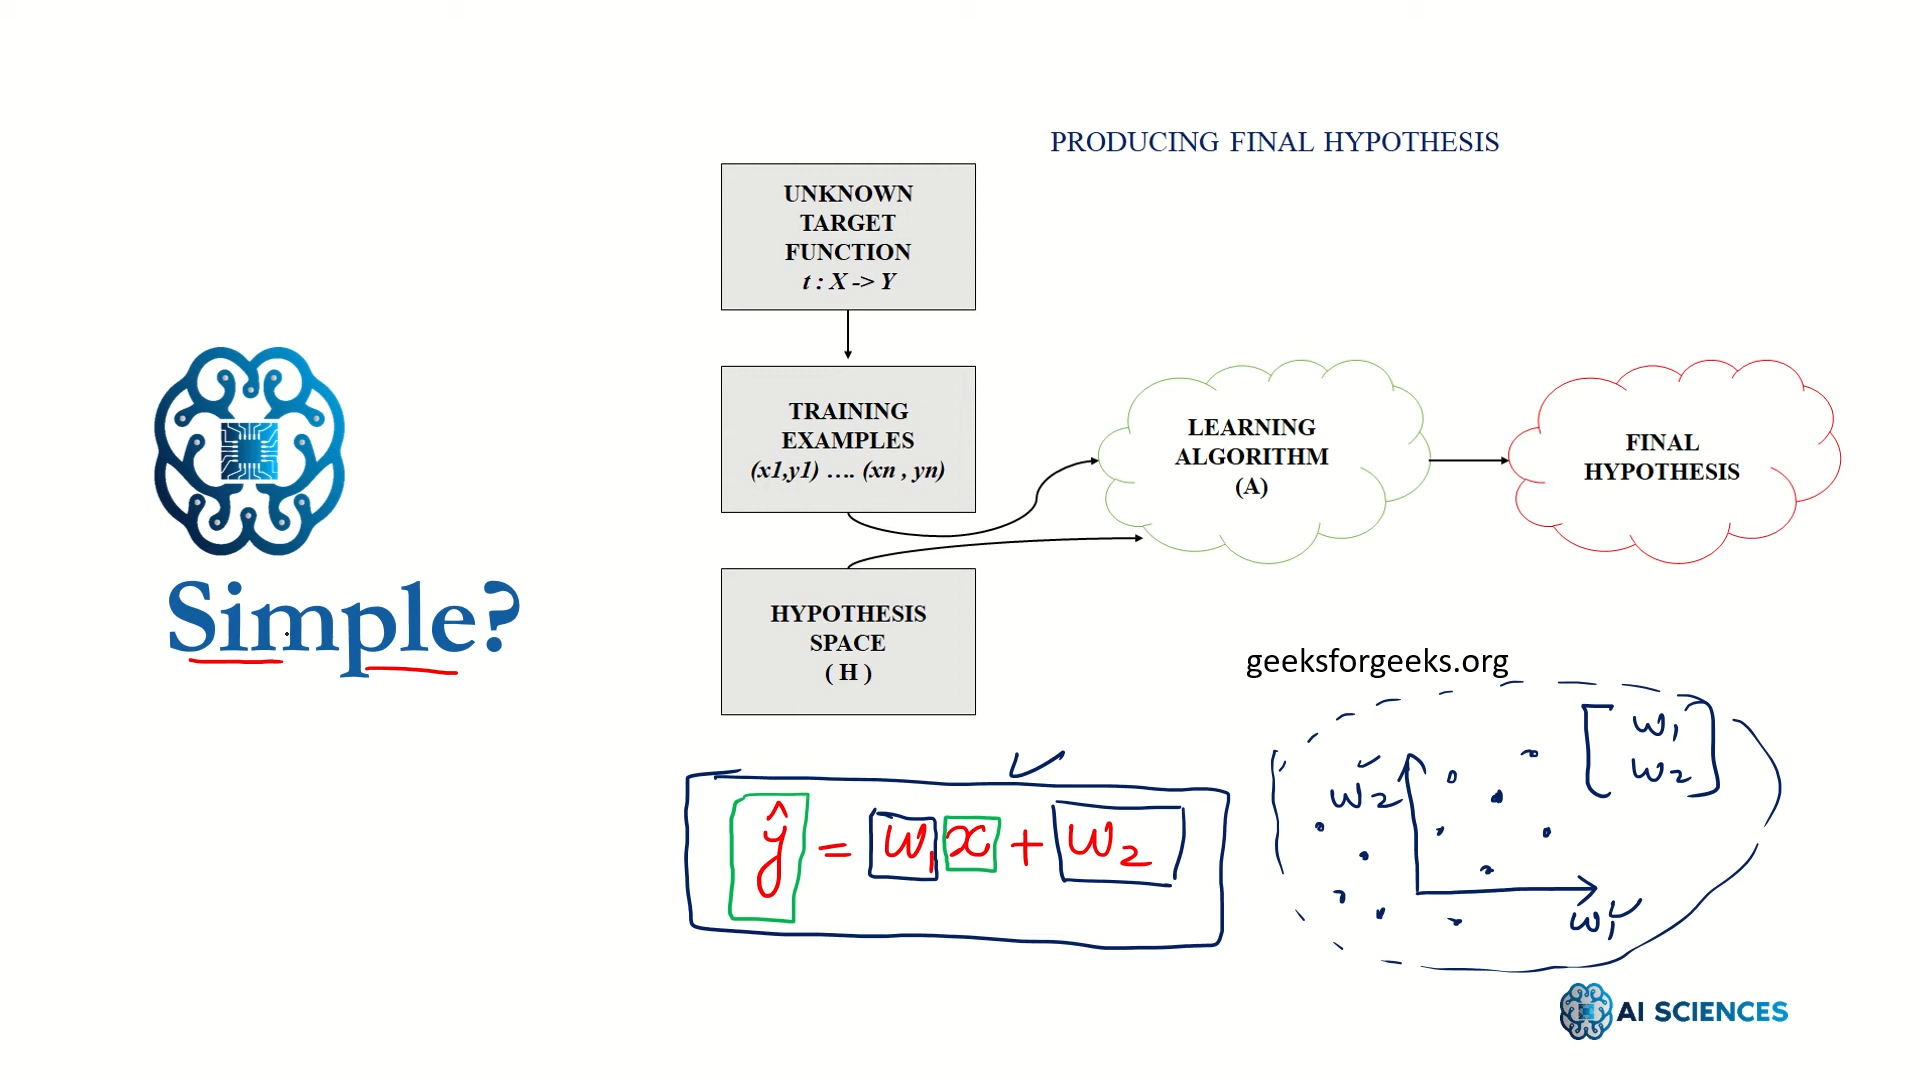 PRODUCING FINAL HYPOTHESIS
UNKNOWN
TARGET
FUNCTION
t : X -> Y
TRAINING
EXAMPLES
(x1,y1) …. (xn , yn)
LEARNING
ALGORITHM
(A)
FINAL
HYPOTHESIS
Simple?
HYPOTHESIS
SPACE
( H )
geeksforgeeks.org
w₁
w₂
w₂
ŷ = w₁x + w₂
w₁
AI SCIENCES